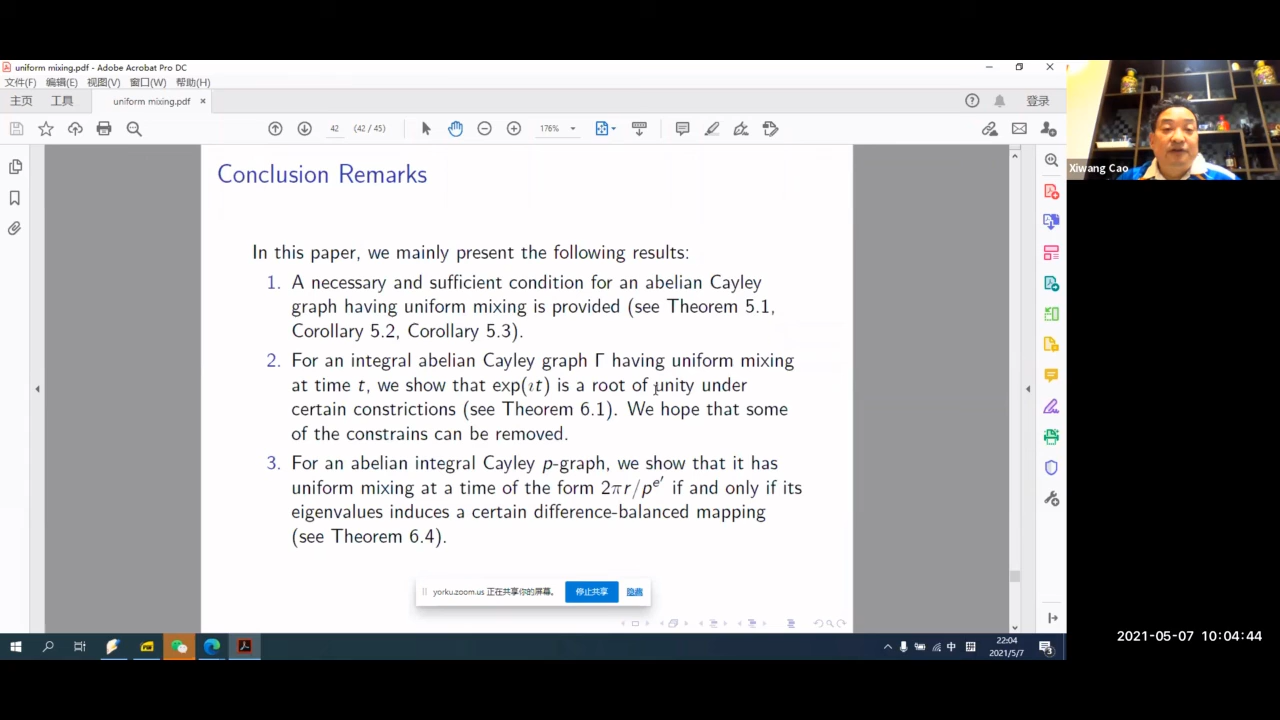 uniform mixing.pdf - Adobe Acrobat Pro DC
文件(F) 编辑(E) 视图(V) 窗口(W) 帮助(H)
主页 工具 uniform mixing.pdf × 登录
42 (42 / 45) 176%
Xiwang Cao
Conclusion Remarks
In this paper, we mainly present the following results:
1. A necessary and sufficient condition for an abelian Cayley
graph having uniform mixing is provided (see Theorem 5.1,
Corollary 5.2, Corollary 5.3).
2. For an integral abelian Cayley graph Γ having uniform mixing
at time t, we show that exp(ıt) is a root of unity under
certain constrictions (see Theorem 6.1). We hope that some
of the constrains can be removed.
3. For an abelian integral Cayley p-graph, we show that it has
uniform mixing at a time of the form 2πr/p^{e′} if and only if its
eigenvalues induces a certain difference-balanced mapping
(see Theorem 6.4).
yorku.zoom.us 正在共享你的屏幕。 停止共享 隐藏
中 拼 22:04
2021/5/7 3
2021-05-07 10:04:44